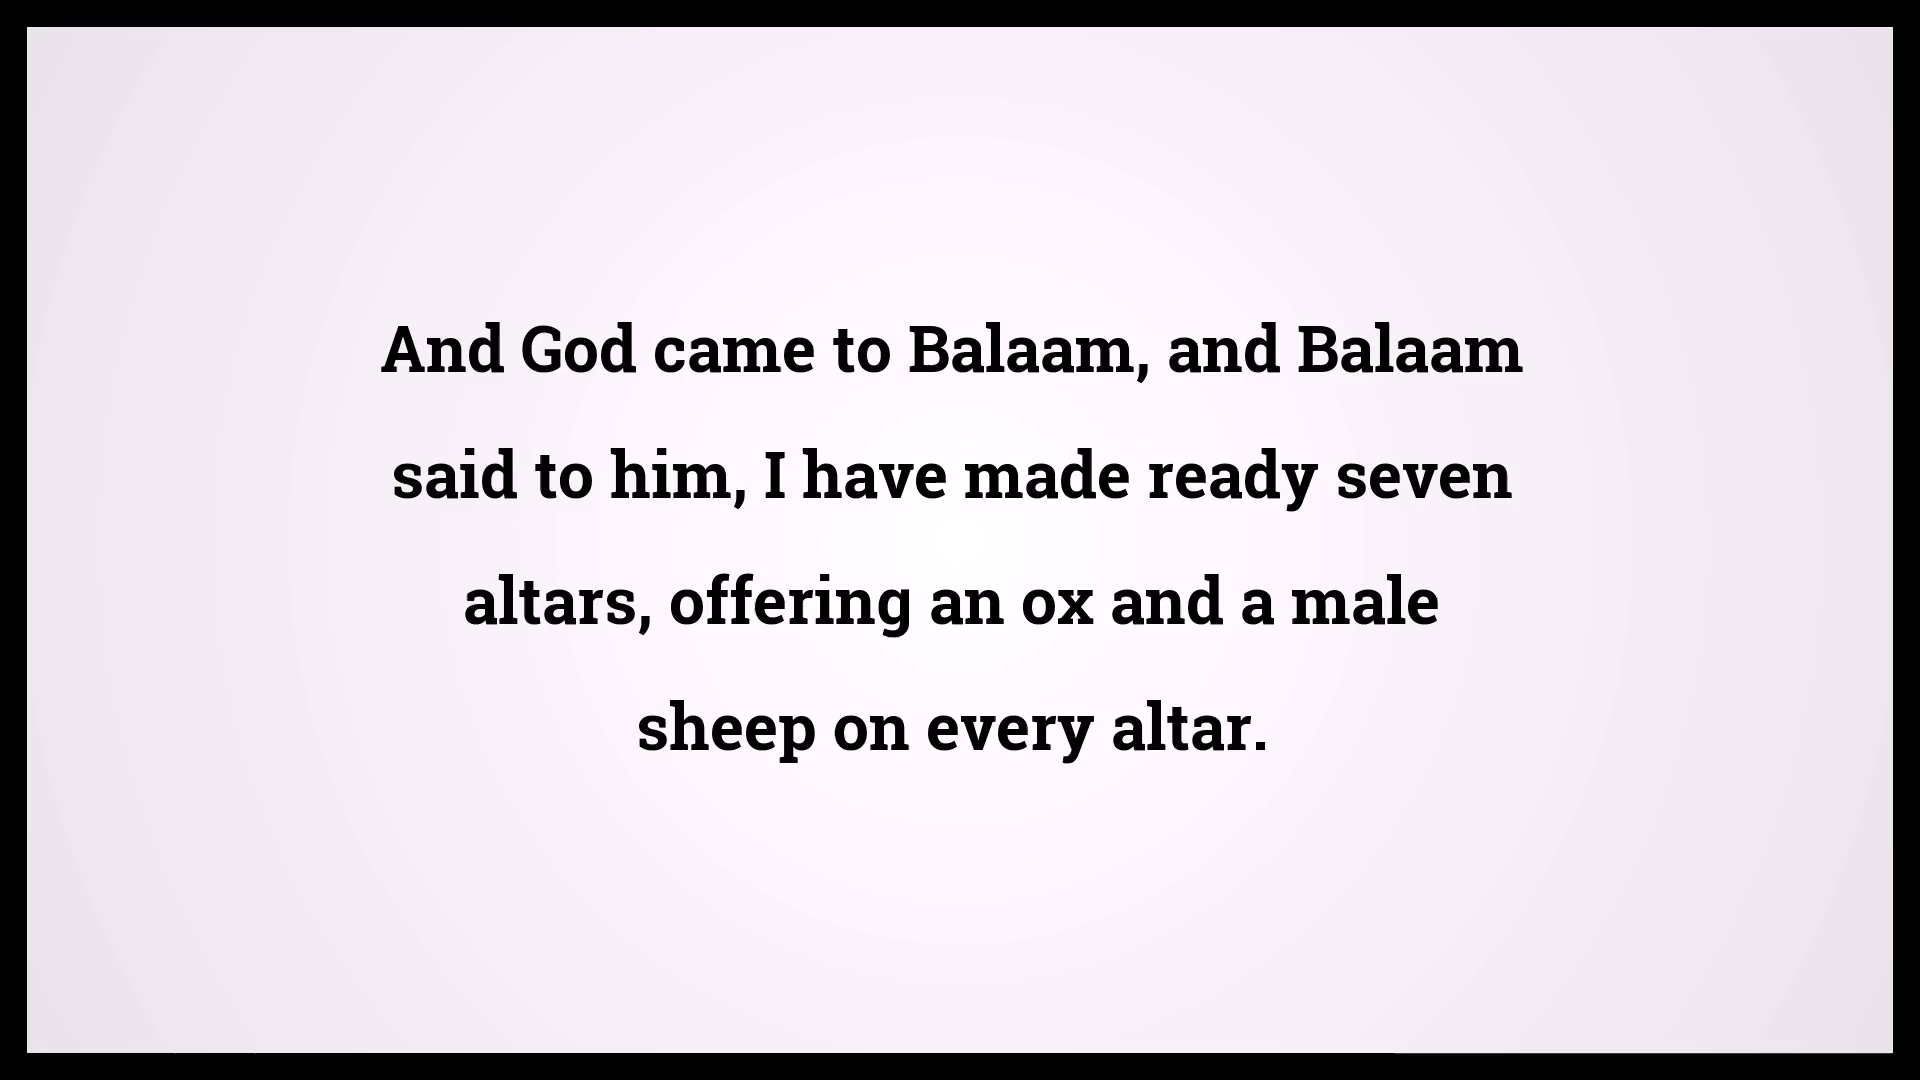 And God came to Balaam, and Balaam
said to him, I have made ready seven
altars, offering an ox and a male
sheep on every altar.